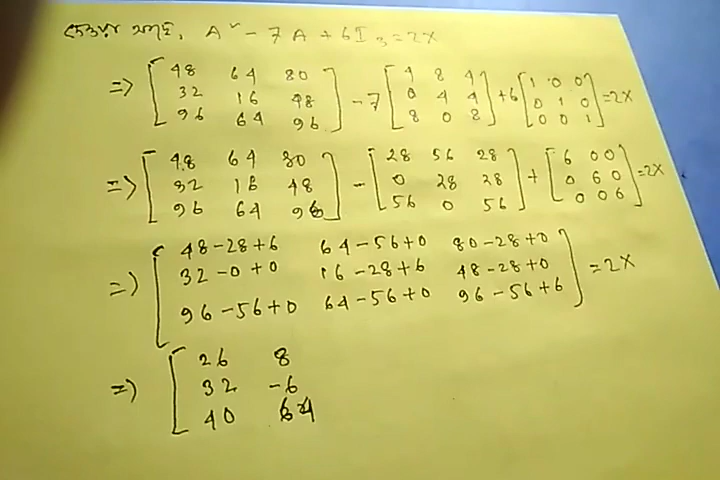 দেওয়া আছে, A² - 7A + 6I₃ = 2X
=> [48 64 80
32 16 48
96 64 96] - 7 [4 8 4
0 4 4
8 0 8] + 6 [1 0 0
0 1 0
0 0 1] = 2X
=> [48 64 80
32 16 48
96 64 96] - [28 56 28
0 28 28
56 0 56] + [6 0 0
0 6 0
0 0 6] = 2X
=> [48-28+6 64-56+0 80-28+0
32-0+0 16-28+6 48-28+0
96-56+0 64-56+0 96-56+6] = 2X
=> [26 8
32 -6
40